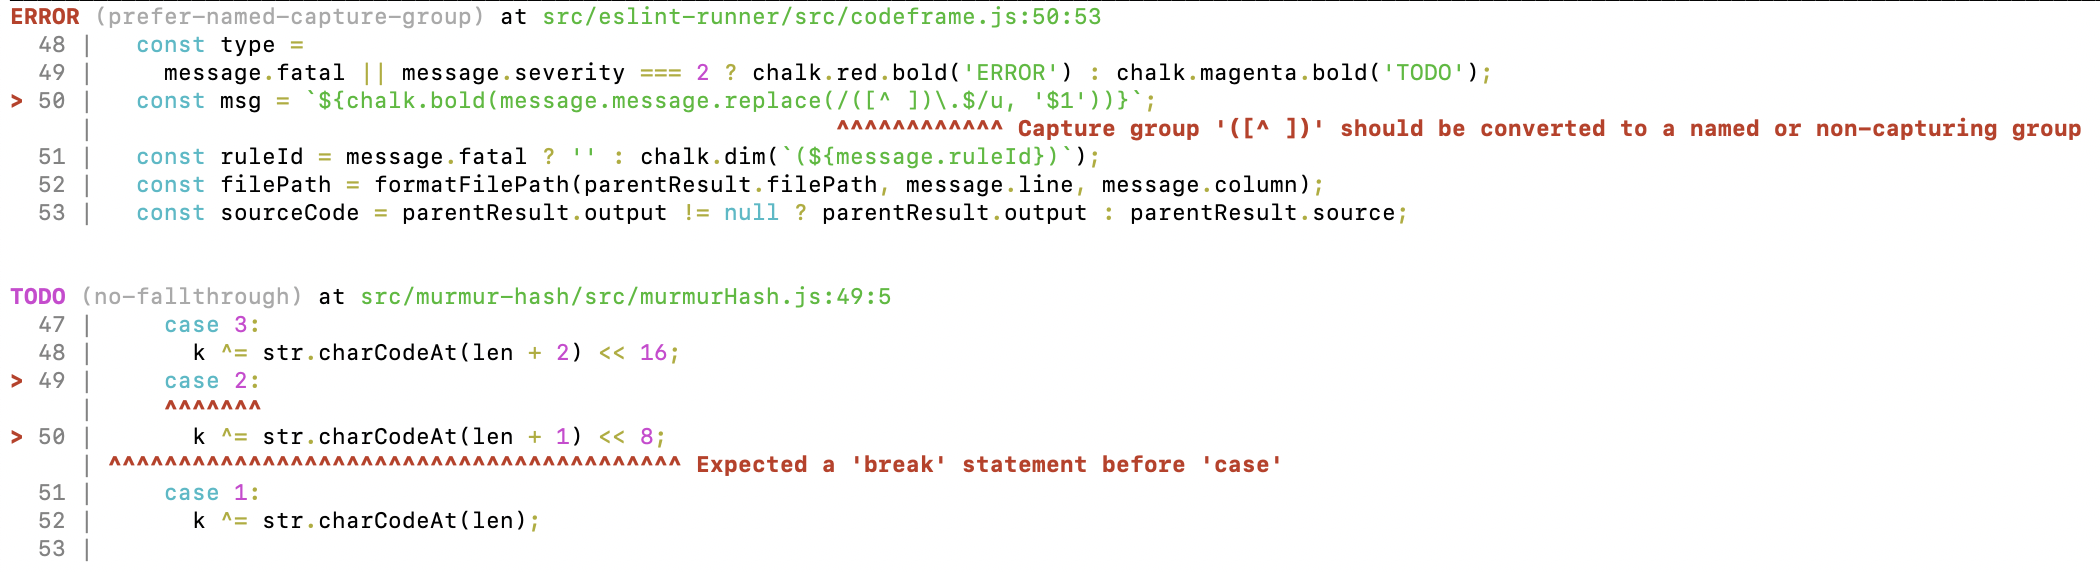 ERROR (prefer-named-capture-group) at src/eslint-runner/src/codeframe.js:50:53
  48 |   const type =
  49 |     message.fatal || message.severity === 2 ? chalk.red.bold('ERROR') : chalk.magenta.bold('TODO');
> 50 |   const msg = `${chalk.bold(message.message.replace(/([^ ])\.$/u, '$1'))}`;
     |                                                     ^^^^^^^^^^^^ Capture group '([^ ])' should be converted to a named or non-capturing group
  51 |   const ruleId = message.fatal ? '' : chalk.dim(`(${message.ruleId})`);
  52 |   const filePath = formatFilePath(parentResult.filePath, message.line, message.column);
  53 |   const sourceCode = parentResult.output != null ? parentResult.output : parentResult.source;
TODO (no-fallthrough) at src/murmur-hash/src/murmurHash.js:49:5
  47 |     case 3:
  48 |       k ^= str.charCodeAt(len + 2) << 16;
> 49 |     case 2:
     |     ^^^^^^^
> 50 |       k ^= str.charCodeAt(len + 1) << 8;
     | ^^^^^^^^^^^^^^^^^^^^^^^^^^^^^^^^^^^^^^^^^ Expected a 'break' statement before 'case'
  51 |     case 1:
  52 |       k ^= str.charCodeAt(len);
  53 |